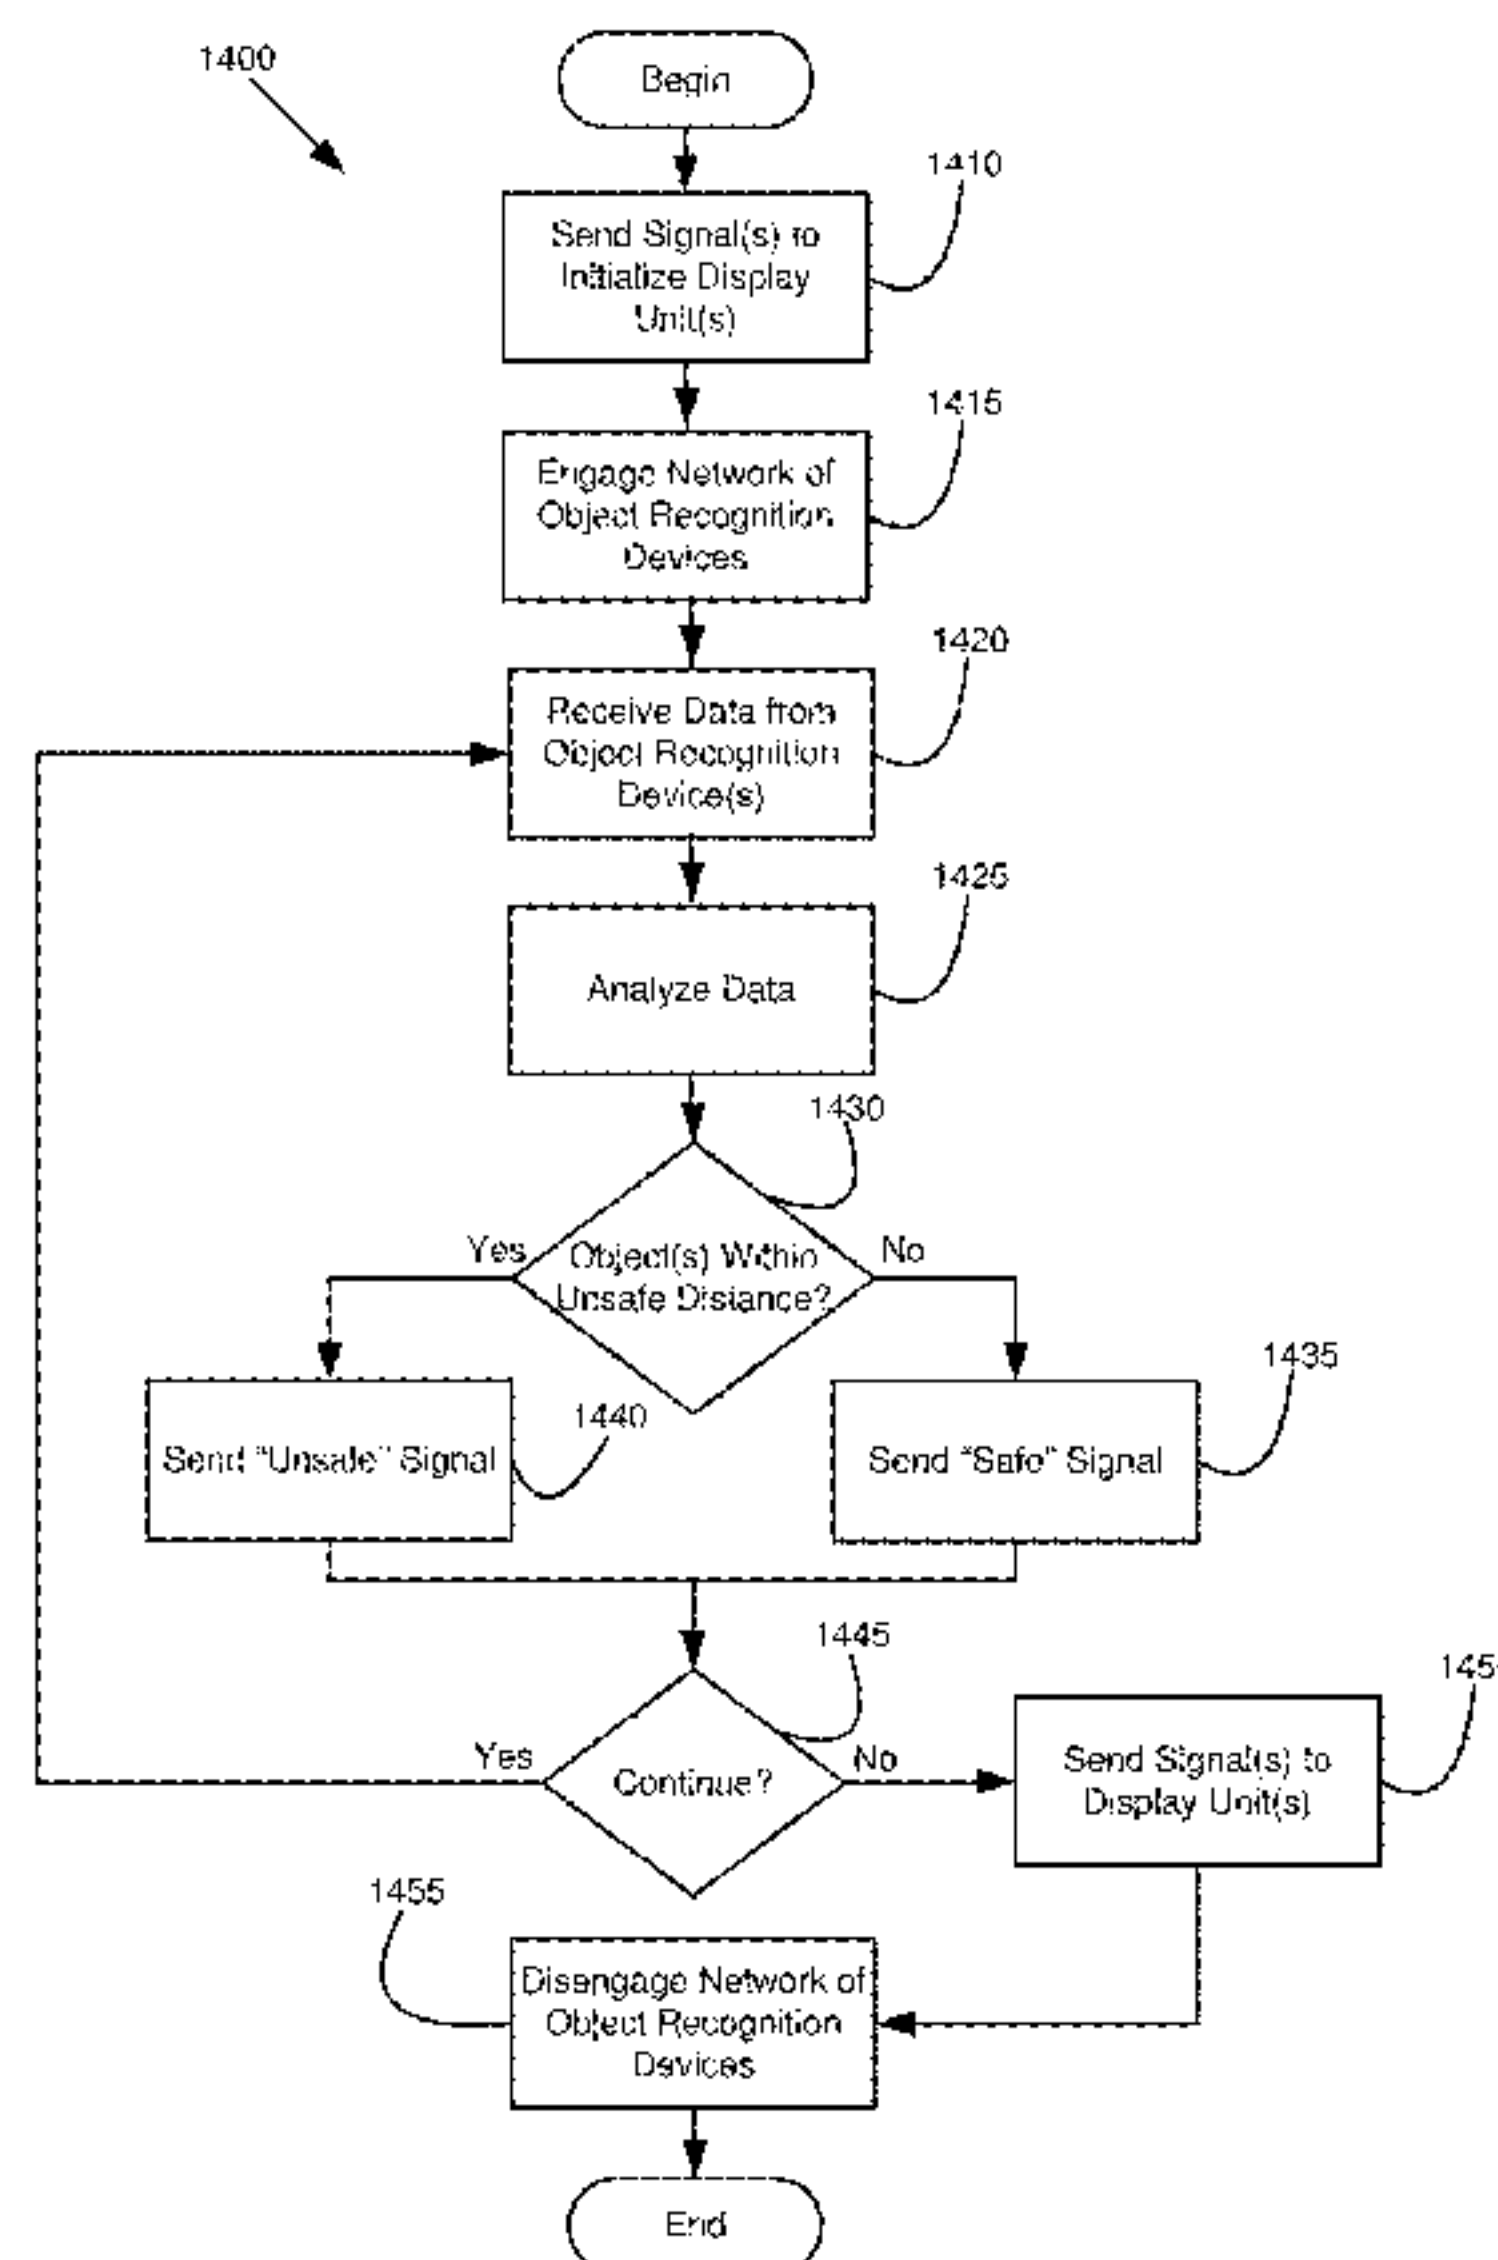 1400
Begin
1410
Send Signal(s) to
Initialize Display
Unit(s)
1415
Engage Network of
Object Recognition
Devices
1420
Receive Data from
Object Recognition
Device(s)
1425
Analyze Data
1430
Yes
Object(s) Within
Unsafe Distance?
No
1435
1440
Send "Unsafe" Signal
Send "Safe" Signal
1445
Yes
Continue?
No
Send Signal(s) to
Display Unit(s)
1455
Disengage Network of
Object Recognition
Devices
End